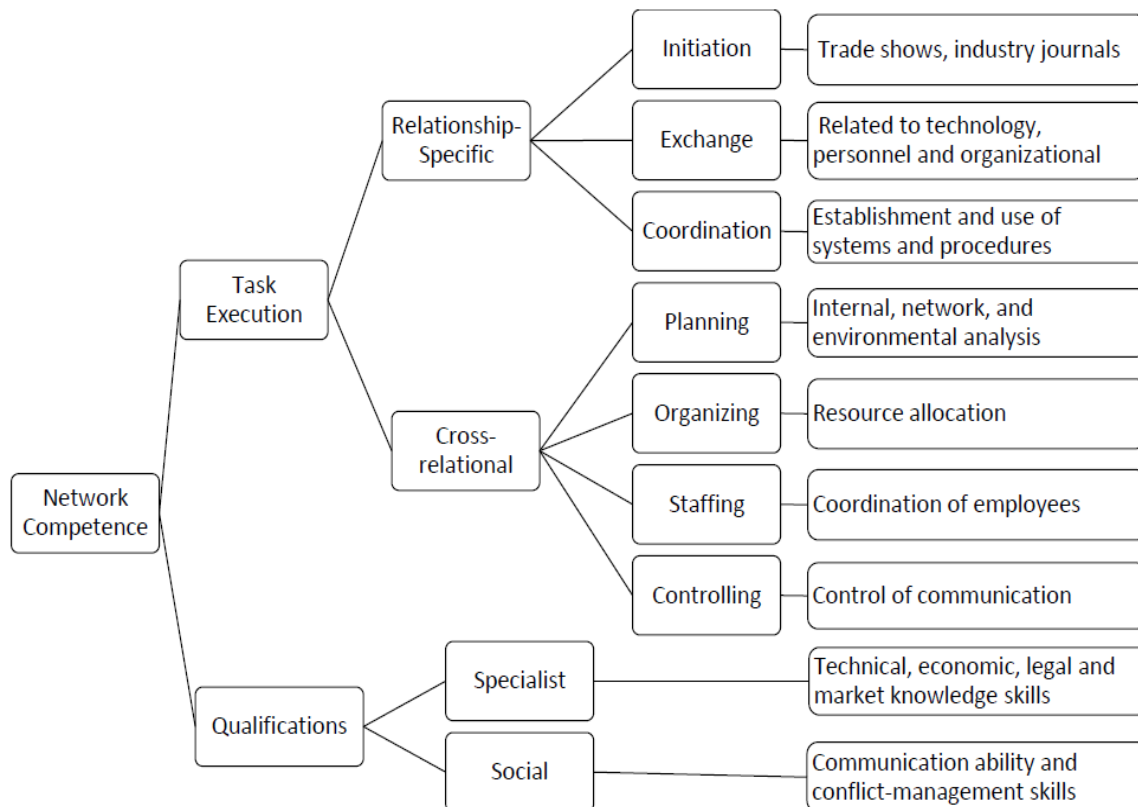 Initiation
Trade shows, industry journals
Relationship-
Specific
Exchange
Related to technology,
personnel and organizational
Coordination
Establishment and use of
systems and procedures
Task
Execution
Planning
Internal, network, and
environmental analysis
Organizing
Resource allocation
Cross-
relational
Staffing
Coordination of employees
Network
Competence
Controlling
Control of communication
Specialist
Technical, economic, legal and
market knowledge skills
Qualifications
Social
Communication ability and
conflict-management skills